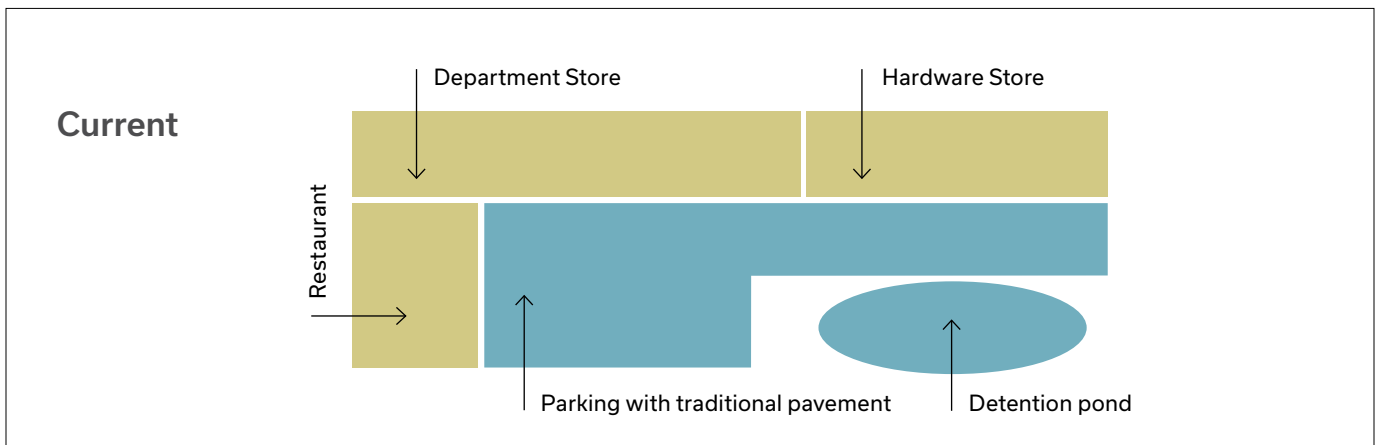 Department Store
Hardware Store
Current
Restaurant
Parking with traditional pavement
Detention pond